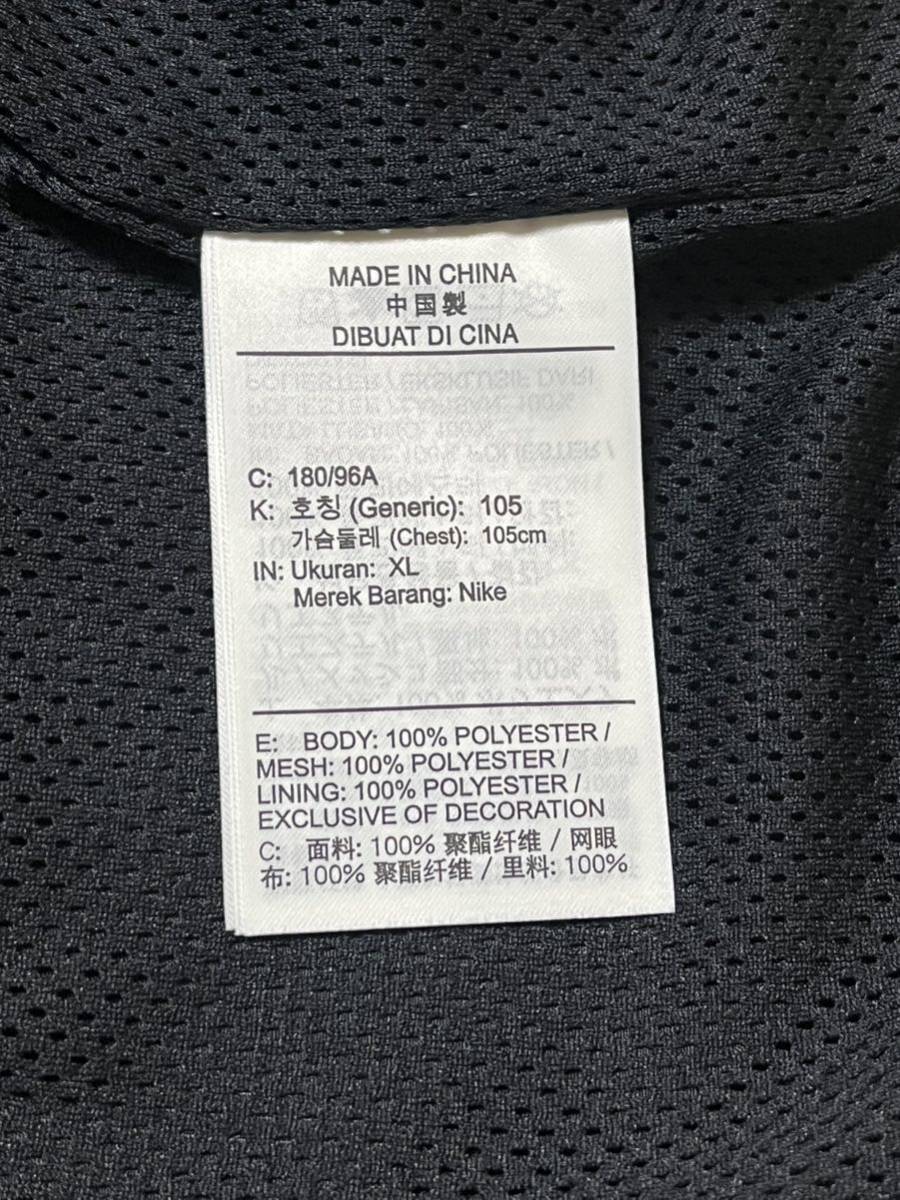 MADE IN CHINA
中国製
DIBUAT DI CINA
C: 180/96A
K: 호칭 (Generic): 105
가슴둘레 (Chest): 105cm
IN: Ukuran: XL
Merek Barang: Nike
E: BODY: 100% POLYESTER /
MESH: 100% POLYESTER /
LINING: 100% POLYESTER /
EXCLUSIVE OF DECORATION
C: 面料: 100% 聚酯纤维 / 网眼
布: 100% 聚酯纤维 / 里料: 100%